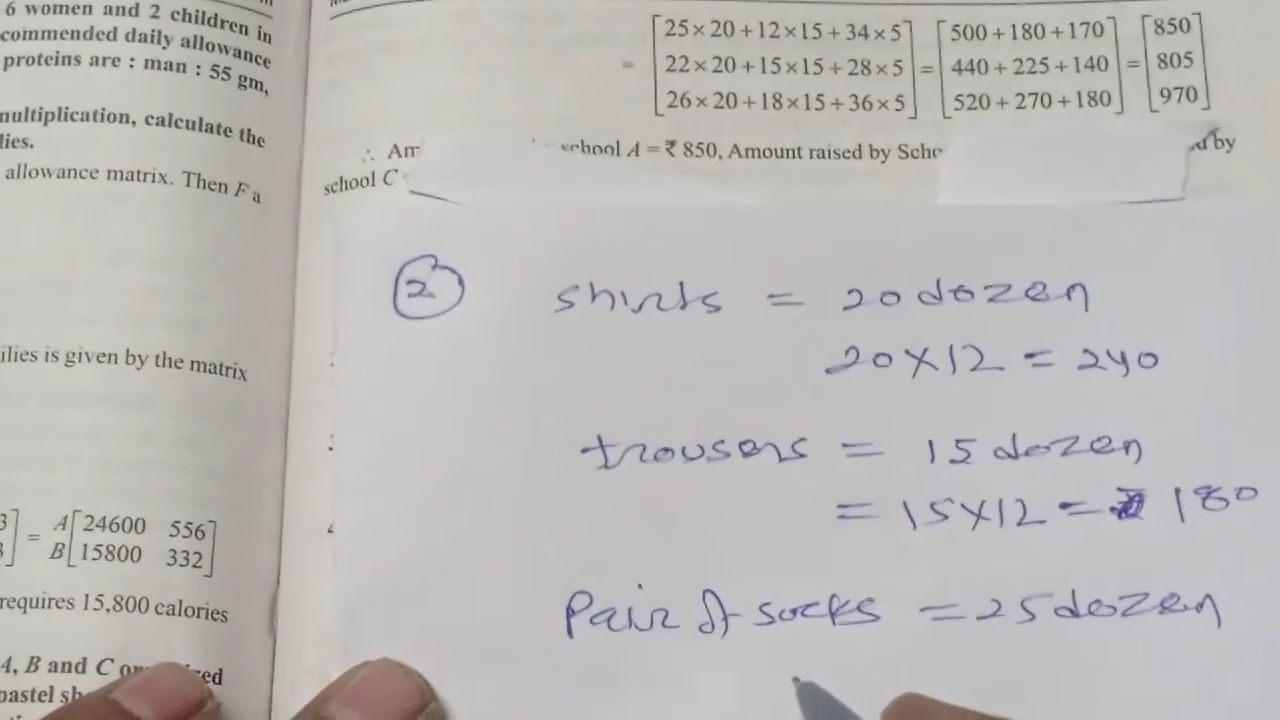 6 women and 2 children in
commended daily allowance
proteins are : man : 55 gm,
multiplication, calculate the
lies.
allowance matrix. Then F a
ilies is given by the matrix
3] = A[24600 556]
3] B[15800 332]
requires 15,800 calories
A, B and C
pastel
[25×20+12×15+34×5] [500+180+170] [850]
= [22×20+15×15+28×5] = [440+225+140] = [805]
[26×20+18×15+36×5] [520+270+180] [970]
∴ Am school A = ₹ 850, Amount raised by Scho by
school C
② shirts = 20 dozen
20×12 = 240
trousers = 15 dozen
= 15×12 = 180
Pair of socks = 25 dozen